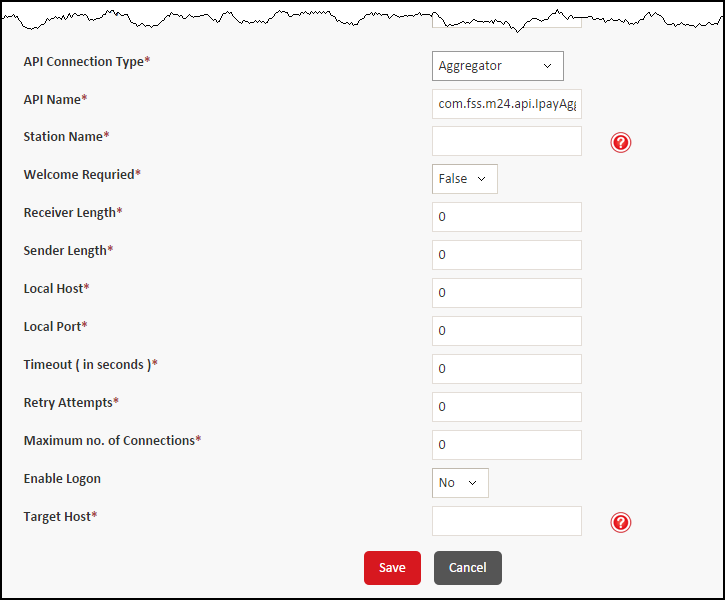 API Connection Type* Aggregator
API Name* com.fss.m24.api.IpayAgg
Station Name* ?
Welcome Requried* False
Receiver Length* 0
Sender Length* 0
Local Host* 0
Local Port* 0
Timeout ( in seconds )* 0
Retry Attempts* 0
Maximum no. of Connections* 0
Enable Logon No
Target Host* ?
Save Cancel